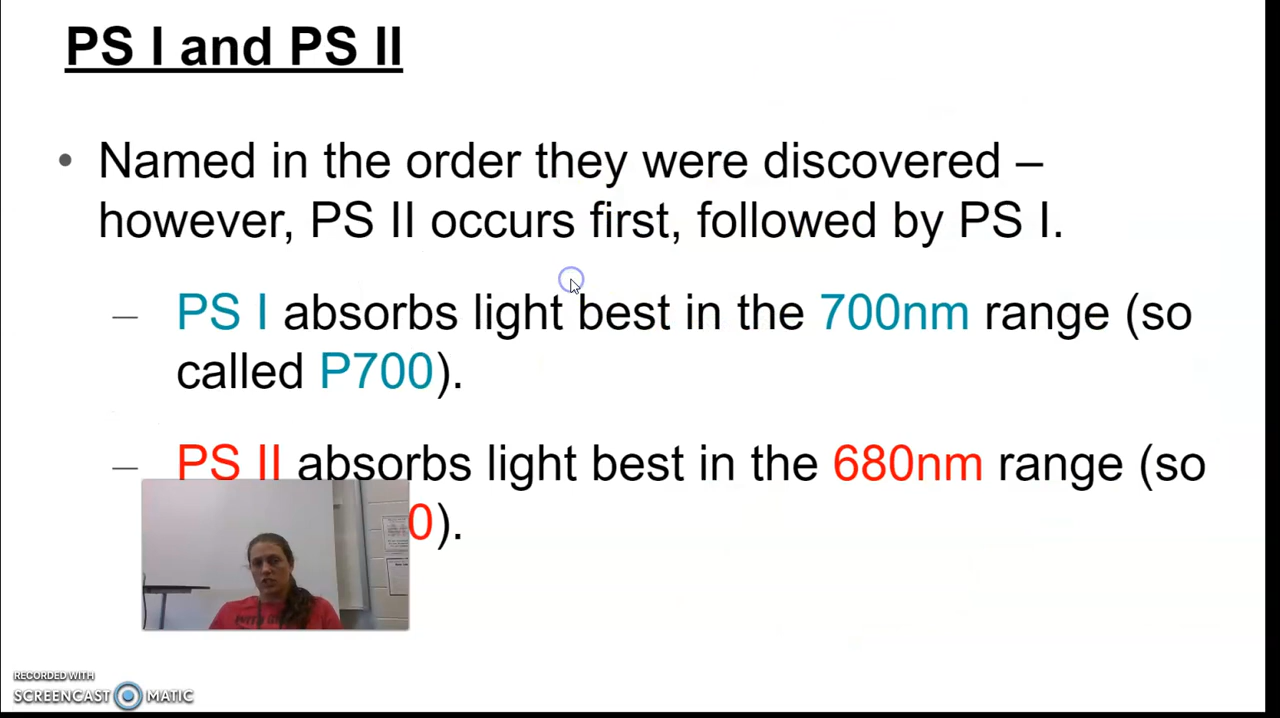 PS I and PS II
• Named in the order they were discovered –
however, PS II occurs first, followed by PS I.
– PS I absorbs light best in the 700nm range (so
called P700).
– PS II absorbs light best in the 680nm range (so
0).
RECORDED WITH
SCREENCAST MATIC